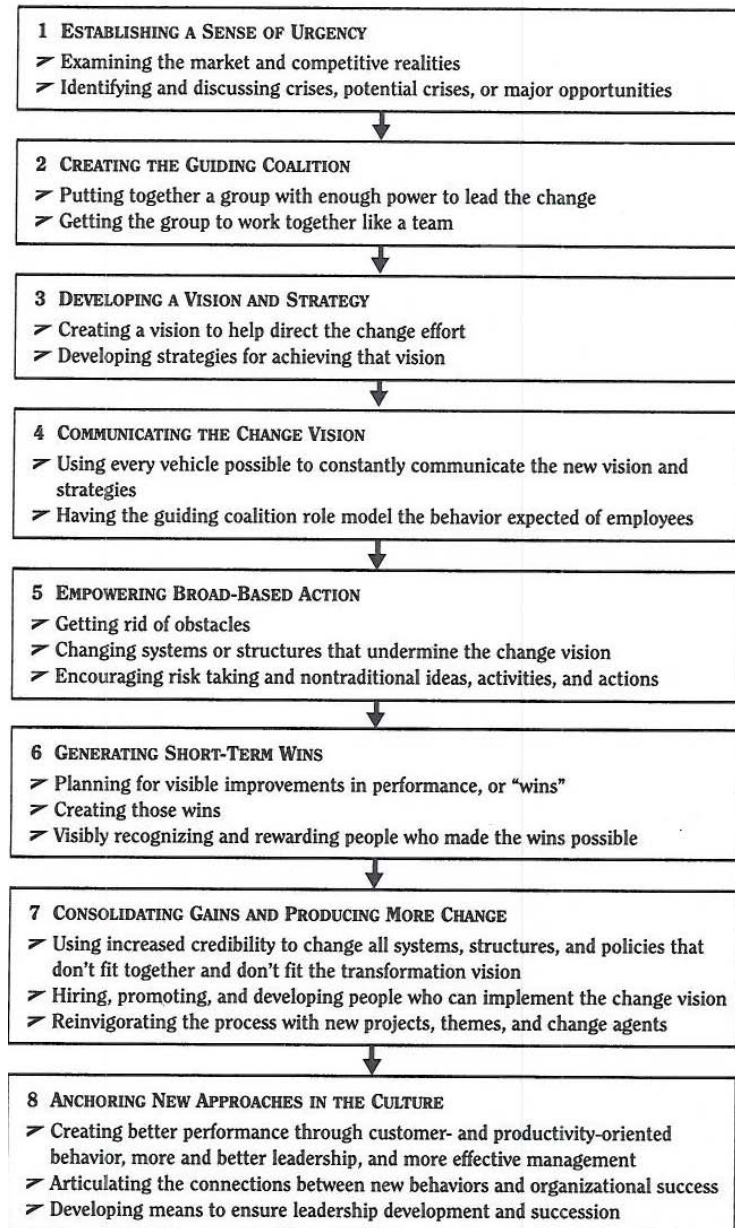 1 ESTABLISHING A SENSE OF URGENCY
Examining the market and competitive realities
Identifying and discussing crises, potential crises, or major opportunities
2 CREATING THE GUIDING COALITION
Putting together a group with enough power to lead the change
Getting the group to work together like a team
3 DEVELOPING A VISION AND STRATEGY
Creating a vision to help direct the change effort
Developing strategies for achieving that vision
4 COMMUNICATING THE CHANGE VISION
Using every vehicle possible to constantly communicate the new vision and
strategies
Having the guiding coalition role model the behavior expected of employees
5 EMPOWERING BROAD-BASED ACTION
Getting rid of obstacles
Changing systems or structures that undermine the change vision
Encouraging risk taking and nontraditional ideas, activities, and actions
6 GENERATING SHORT-TERM WINS
Planning for visible improvements in performance, or “wins”
Creating those wins
Visibly recognizing and rewarding people who made the wins possible
7 CONSOLIDATING GAINS AND PRODUCING MORE CHANGE
Using increased credibility to change all systems, structures, and policies that
don't fit together and don't fit the transformation vision
Hiring, promoting, and developing people who can implement the change vision
Reinvigorating the process with new projects, themes, and change agents
8 ANCHORING NEW APPROACHES IN THE CULTURE
Creating better performance through customer- and productivity-oriented
behavior, more and better leadership, and more effective management
Articulating the connections between new behaviors and organizational success
Developing means to ensure leadership development and succession